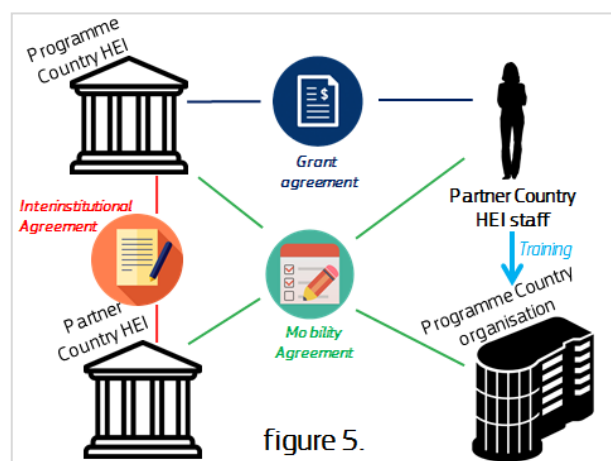 Programme
Country HEI
$
Grant
agreement
Partner Country
HEI staff
Interinstitutional
Agreement
Training
Programme Country
organisation
Partner
Country HEI
Mobility
Agreement
figure 5.